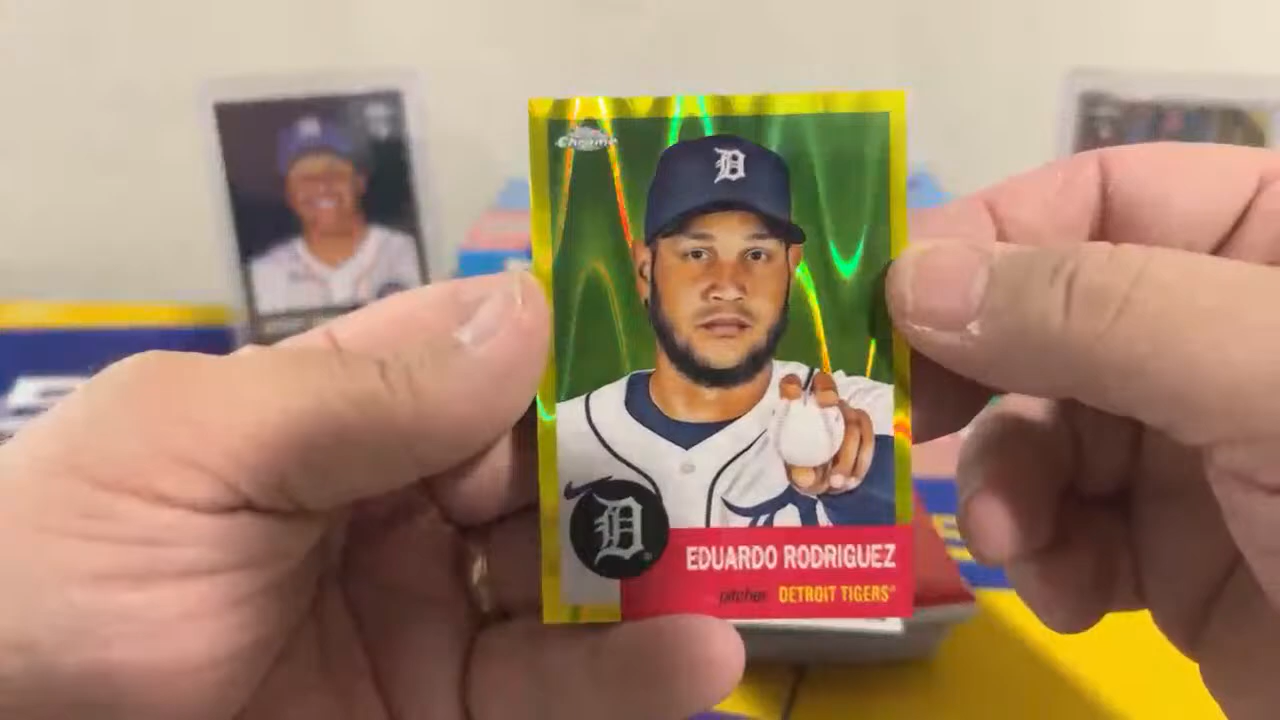 Chrome
D
D
EDUARDO RODRIGUEZ
pitcher DETROIT TIGERS®